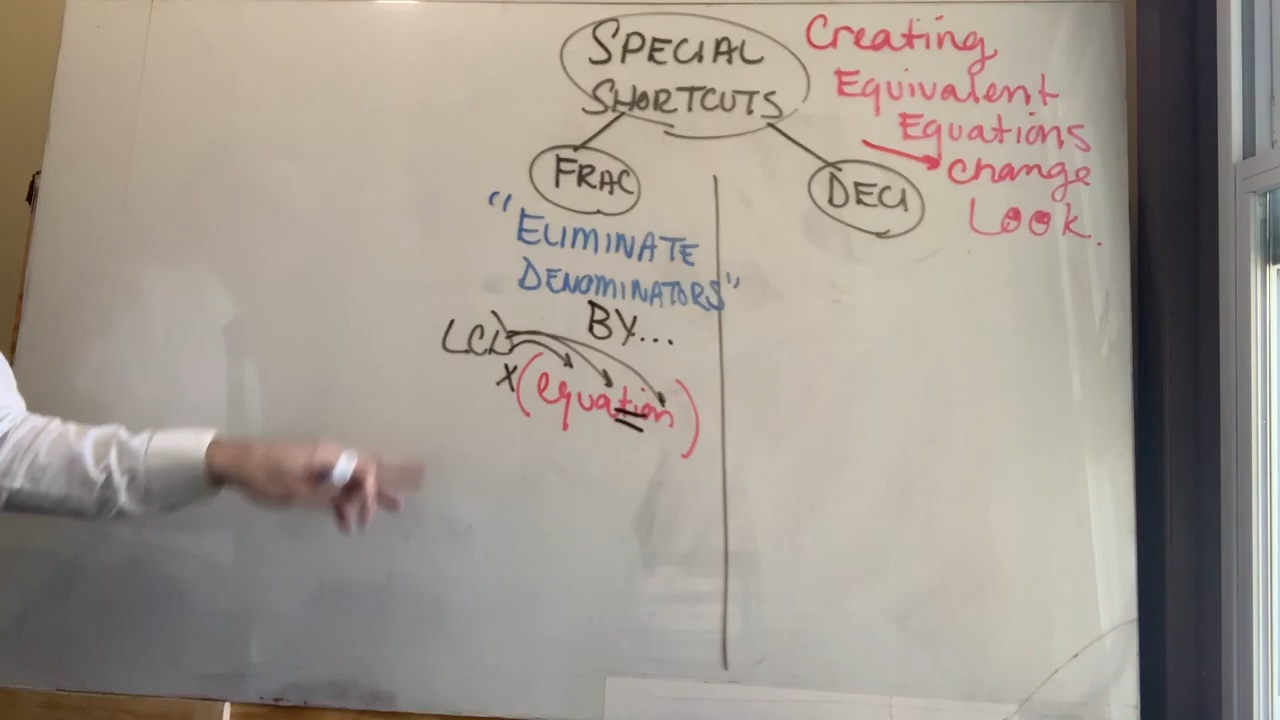 SPECIAL
SHORTCUTS
Creating
Equivalent
Equations
change
Look.
FRAC
DECI
"ELIMINATE
DENOMINATORS"
BY...
LCD
x(equation)